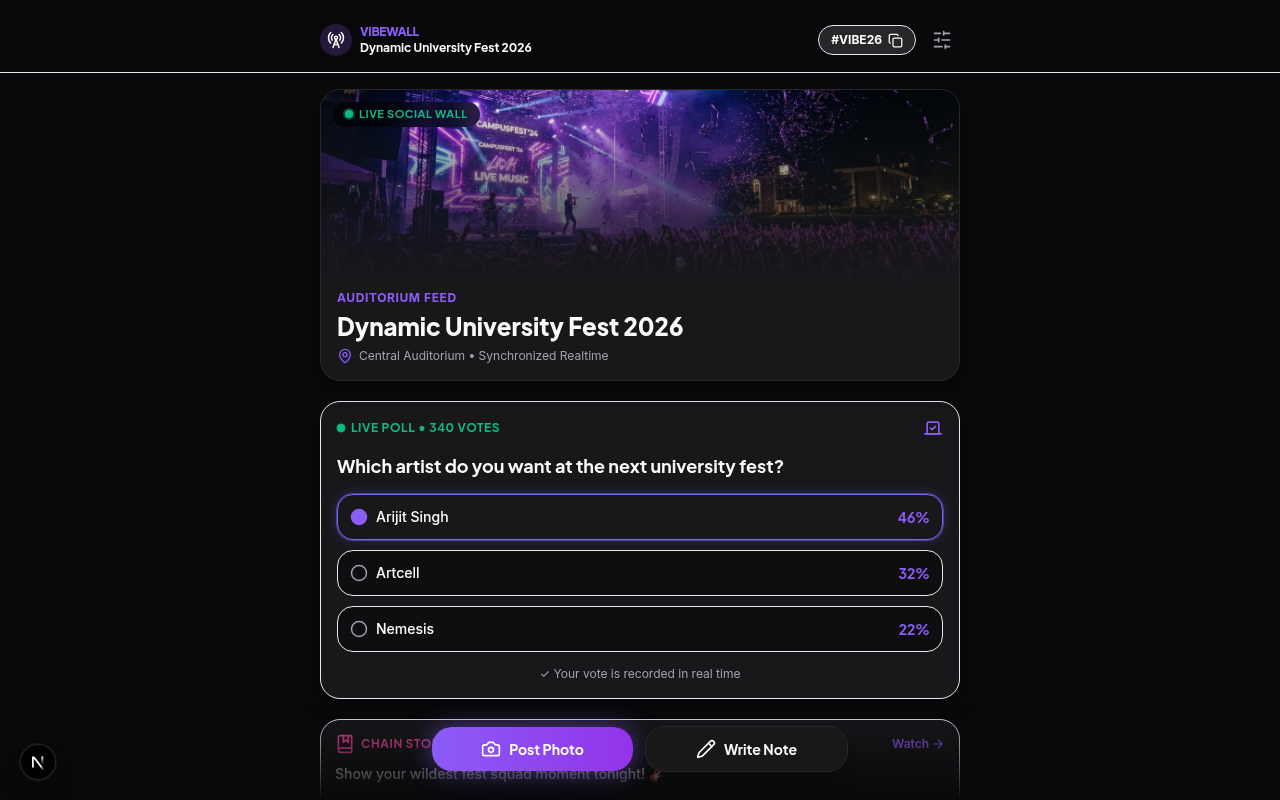 VIBEWALL
Dynamic University Fest 2026
#VIBE26
LIVE SOCIAL WALL
CAMPUSFEST'24
CAMPUSFEST'24
LIVE MUSIC
AUDITORIUM FEED
Dynamic University Fest 2026
Central Auditorium • Synchronized Realtime
LIVE POLL • 340 VOTES
Which artist do you want at the next university fest?
Arijit Singh 46%
Artcell 32%
Nemesis 22%
✓ Your vote is recorded in real time
CHAIN STO
Watch →
Post Photo
Write Note
Show your wildest fest squad moment tonight! 🎸
N